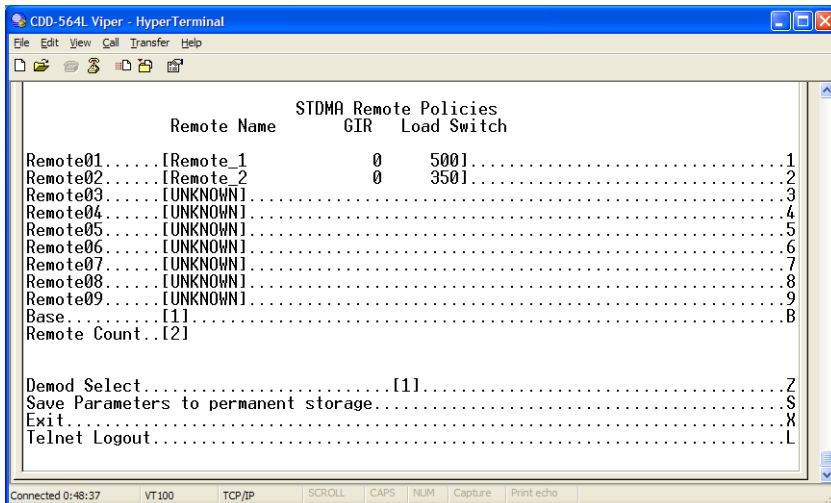 CDD-564L Viper - HyperTerminal
File Edit View Call Transfer Help
STDMA Remote Policies
Remote Name GIR Load Switch
Remote01......[Remote_1 0 500]........................................1
Remote02......[Remote_2 0 350]........................................2
Remote03......[UNKNOWN]...................................................................3
Remote04......[UNKNOWN]...................................................................4
Remote05......[UNKNOWN]...................................................................5
Remote06......[UNKNOWN]...................................................................6
Remote07......[UNKNOWN]...................................................................7
Remote08......[UNKNOWN]...................................................................8
Remote09......[UNKNOWN]...................................................................9
Base..........[1].........................................................................B
Remote Count..[2]
Demod Select...............................[1]............................................Z
Save Parameters to permanent storage......................................................S
Exit......................................................................................X
Telnet Logout.............................................................................L
Connected 0:48:37 VT100 TCP/IP SCROLL CAPS NUM Capture Print echo